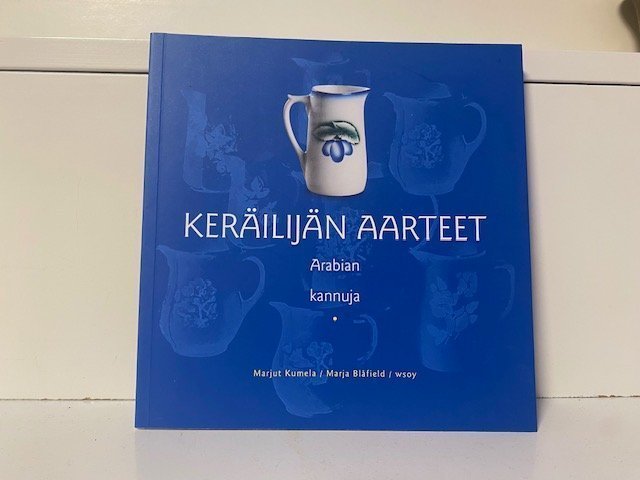 KERÄILIJÄN AARTEET
Arabian
kannuja
Marjut Kumela / Marja Blåfield / wsoy